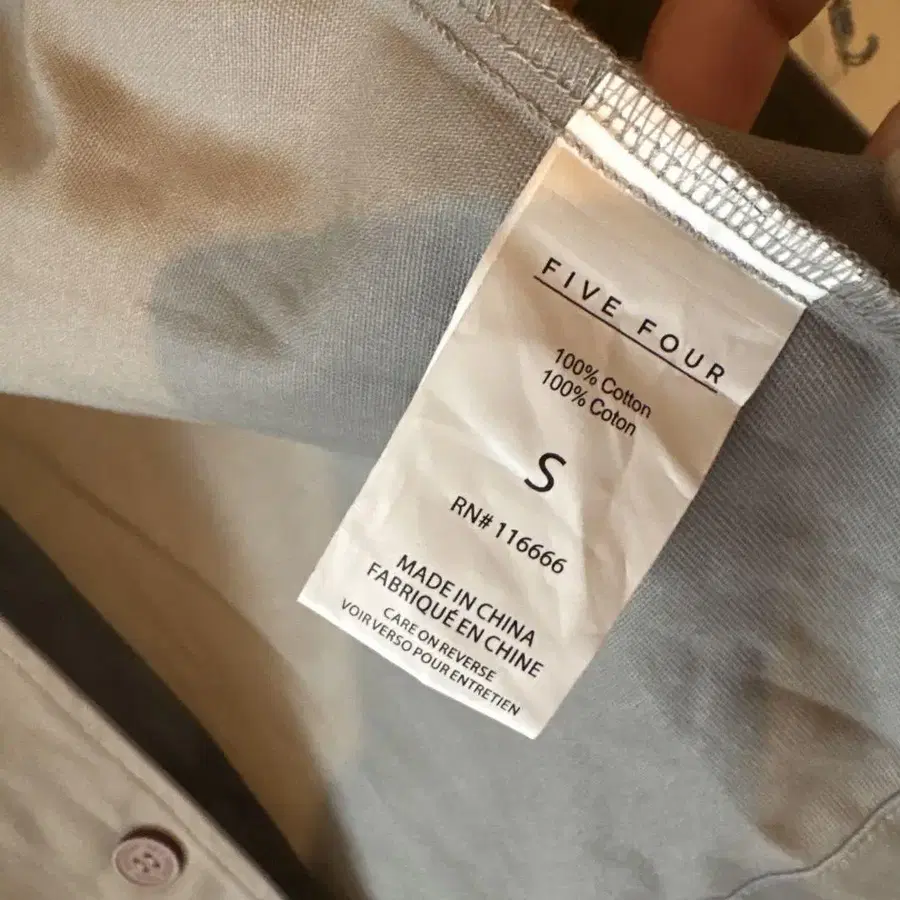 FIVE FOUR
100% Cotton
100% Coton
S
RN# 116666
MADE IN CHINA
FABRIQUÉ EN CHINE
CARE ON REVERSE
VOIR VERSO POUR ENTRETIEN